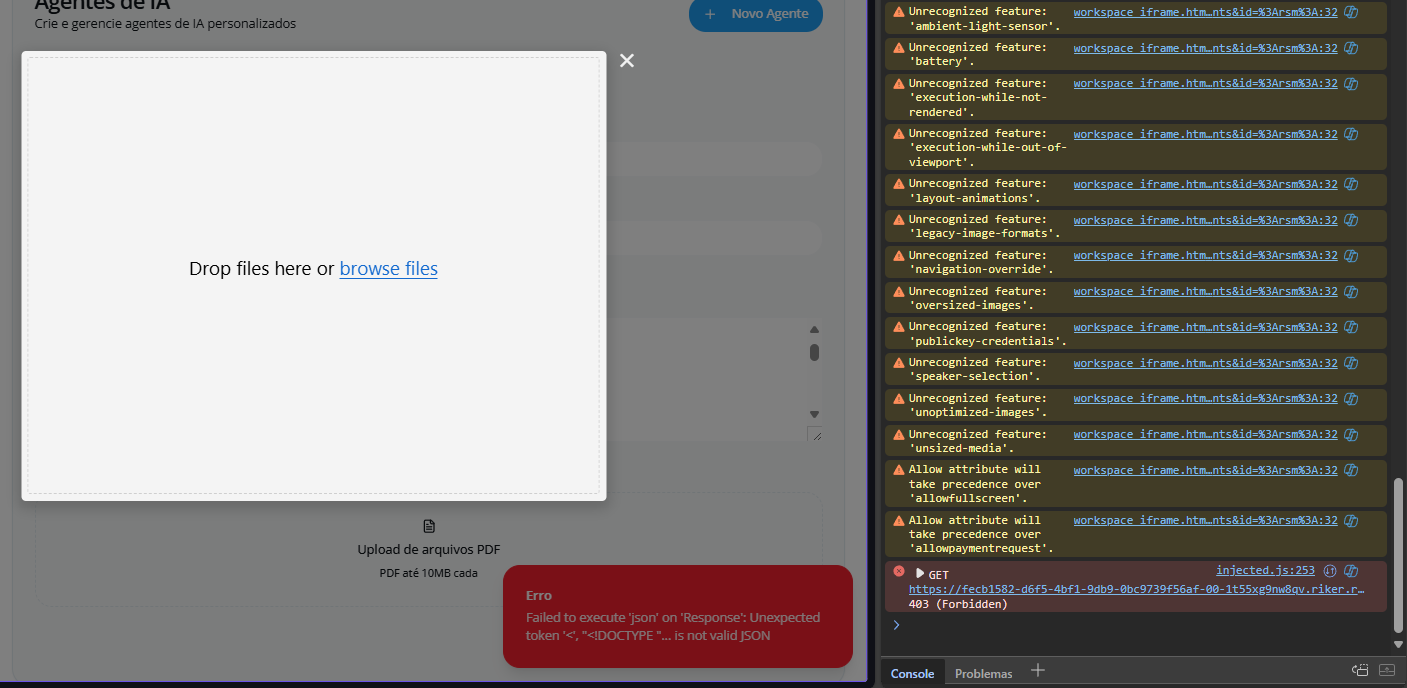 Agentes de IA
Crie e gerencie agentes de IA personalizados
+ Novo Agente
Drop files here or browse files
Upload de arquivos PDF
PDF até 10MB cada
Erro
Failed to execute 'json' on 'Response': Unexpected
token '<', "<!DOCTYPE "... is not valid JSON
Unrecognized feature: workspace_iframe.htm…nts&id=%3Arsm%3A:32
'ambient-light-sensor'.
Unrecognized feature: workspace_iframe.htm…nts&id=%3Arsm%3A:32
'battery'.
Unrecognized feature: workspace_iframe.htm…nts&id=%3Arsm%3A:32
'execution-while-not-
rendered'.
Unrecognized feature: workspace_iframe.htm…nts&id=%3Arsm%3A:32
'execution-while-out-of-
viewport'.
Unrecognized feature: workspace_iframe.htm…nts&id=%3Arsm%3A:32
'layout-animations'.
Unrecognized feature: workspace_iframe.htm…nts&id=%3Arsm%3A:32
'legacy-image-formats'.
Unrecognized feature: workspace_iframe.htm…nts&id=%3Arsm%3A:32
'navigation-override'.
Unrecognized feature: workspace_iframe.htm…nts&id=%3Arsm%3A:32
'oversized-images'.
Unrecognized feature: workspace_iframe.htm…nts&id=%3Arsm%3A:32
'publickey-credentials'.
Unrecognized feature: workspace_iframe.htm…nts&id=%3Arsm%3A:32
'speaker-selection'.
Unrecognized feature: workspace_iframe.htm…nts&id=%3Arsm%3A:32
'unoptimized-images'.
Unrecognized feature: workspace_iframe.htm…nts&id=%3Arsm%3A:32
'unsized-media'.
Allow attribute will workspace_iframe.htm…nts&id=%3Arsm%3A:32
take precedence over
'allowfullscreen'.
Allow attribute will workspace_iframe.htm…nts&id=%3Arsm%3A:32
take precedence over
'allowpaymentrequest'.
GET injected.js:253
https://fecb1582-d6f5-4bf1-9db9-0bc9739f56af-00-1t55xg9nw8qv.riker.r…
403 (Forbidden)
Console Problemas